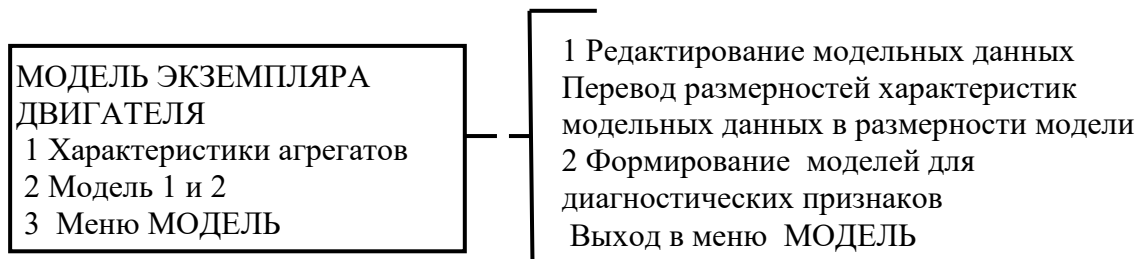 МОДЕЛЬ ЭКЗЕМПЛЯРА
ДВИГАТЕЛЯ
1 Характеристики агрегатов
2 Модель 1 и 2
3 Меню МОДЕЛЬ
1 Редактирование модельных данных
Перевод размерностей характеристик
модельных данных в размерности модели
2 Формирование моделей для
диагностических признаков
Выход в меню МОДЕЛЬ